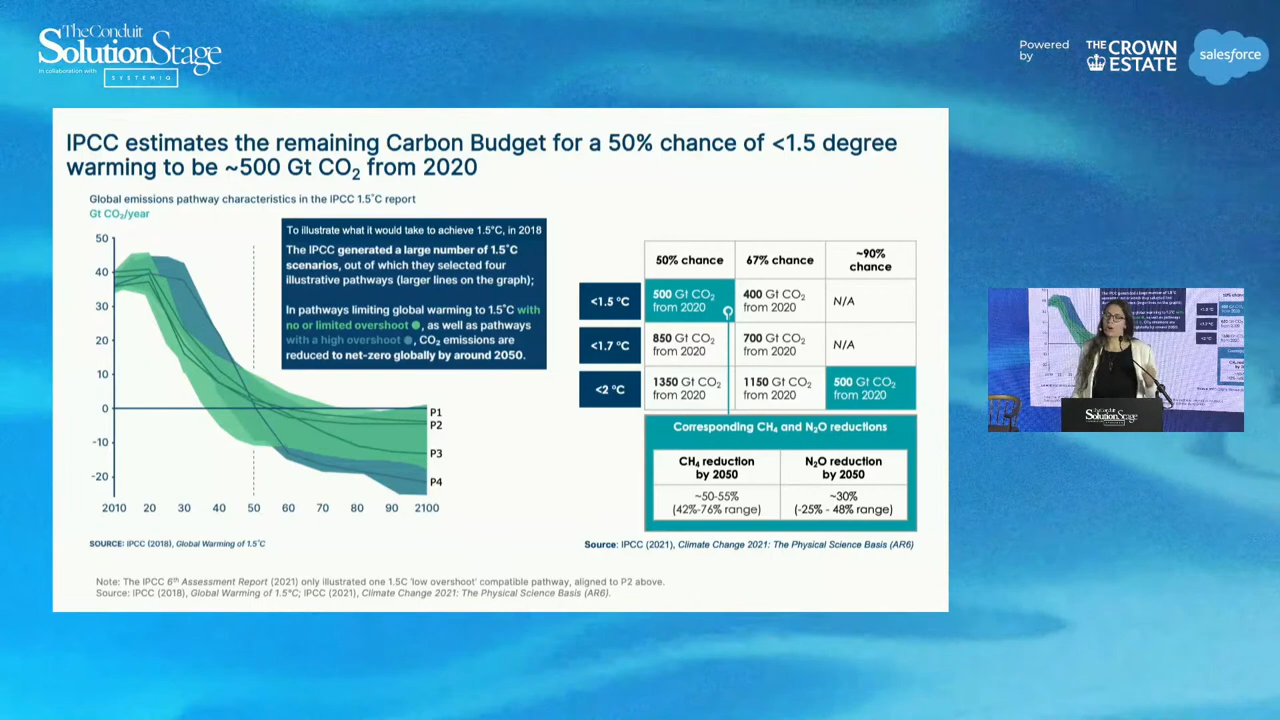 The Conduit
SolutionStage
in collaboration with
SYSTEMIQ
Powered
by
THE CROWN
ESTATE
salesforce
IPCC estimates the remaining Carbon Budget for a 50% chance of <1.5 degree
warming to be ~500 Gt CO₂ from 2020
Global emissions pathway characteristics in the IPCC 1.5˚C report
Gt CO₂/year
50
40
30
20
10
0
-10
-20
2010 20 30 40 50 60 70 80 90 2100
P1
P2
P3
P4
To illustrate what it would take to achieve 1.5°C, in 2018
The IPCC generated a large number of 1.5˚C
scenarios, out of which they selected four
illustrative pathways (larger lines on the graph);
In pathways limiting global warming to 1.5˚C with
no or limited overshoot , as well as pathways
with a high overshoot , CO₂ emissions are
reduced to net-zero globally by around 2050.
SOURCE: IPCC (2018), Global Warming of 1.5˚C
50% chance 67% chance ~90%
chance
<1.5 °C 500 Gt CO₂ 400 Gt CO₂ N/A
from 2020 from 2020
<1.7 °C 850 Gt CO₂ 700 Gt CO₂ N/A
from 2020 from 2020
<2 °C 1350 Gt CO₂ 1150 Gt CO₂ 500 Gt CO₂
from 2020 from 2020 from 2020
Corresponding CH₄ and N₂O reductions
CH₄ reduction N₂O reduction
by 2050 by 2050
~50-55% ~30%
(42%-76% range) (-25% - 48% range)
Source: IPCC (2021), Climate Change 2021: The Physical Science Basis (AR6)
Note: The IPCC 6th Assessment Report (2021) only illustrated one 1.5C 'low overshoot' compatible pathway, aligned to P2 above.
Source: IPCC (2018), Global Warming of 1.5°C; IPCC (2021), Climate Change 2021: The Physical Science Basis (AR6).
The Conduit
SolutionStage